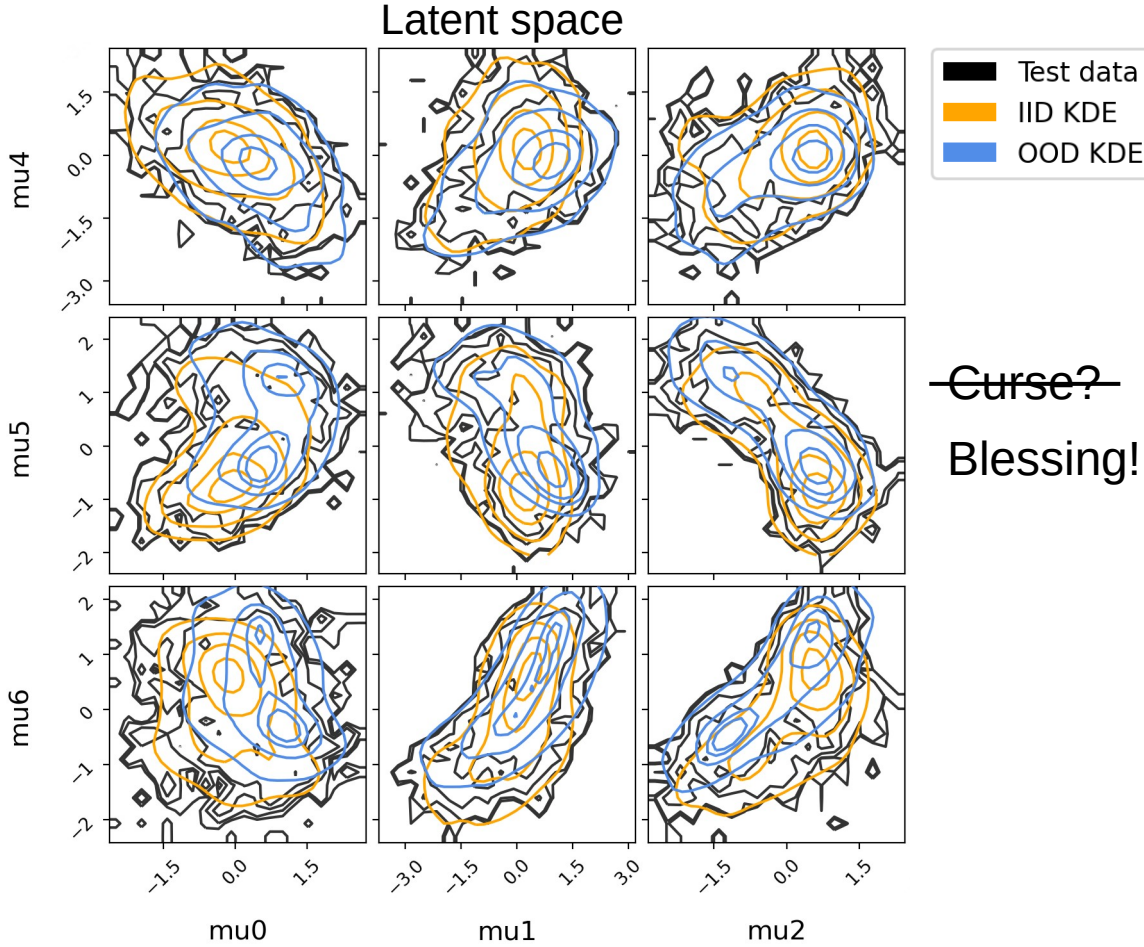 Latent space
Test data
IID KDE
OOD KDE
mu4
1.5
0.0
−1.5
−3.0
mu5
2
1
0
−1
−2
Curse?
Blessing!
mu6
2
1
0
−1
−2
−1.5 0.0 1.5
−3.0 −1.5 0.0 1.5 3.0
−1.5 0.0 1.5
mu0 mu1 mu2